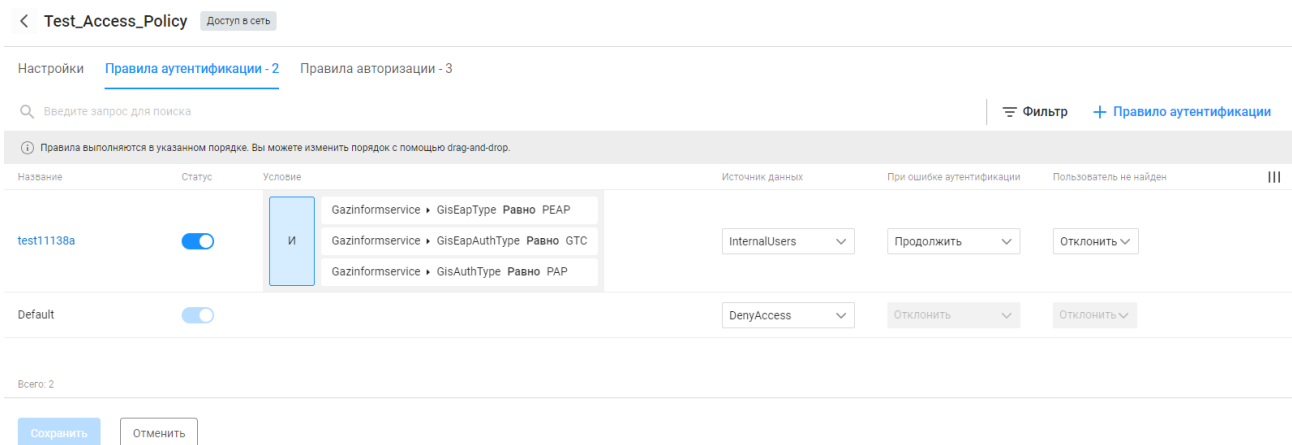 Test_Access_Policy Доступ в сеть
Настройки Правила аутентификации - 2 Правила авторизации - 3
Введите запрос для поиска Фильтр + Правило аутентификации
Правила выполняются в указанном порядке. Вы можете изменить порядок с помощью drag-and-drop.
Название Статус Условие Источник данных При ошибке аутентификации Пользователь не найден
Gazinformservice ▸ GisEapType Равно PEAP
test11138a И Gazinformservice ▸ GisEapAuthType Равно GTC InternalUsers Продолжить Отклонить
Gazinformservice ▸ GisAuthType Равно PAP
Default DenyAccess Отклонить Отклонить
Всего: 2
Сохранить Отменить